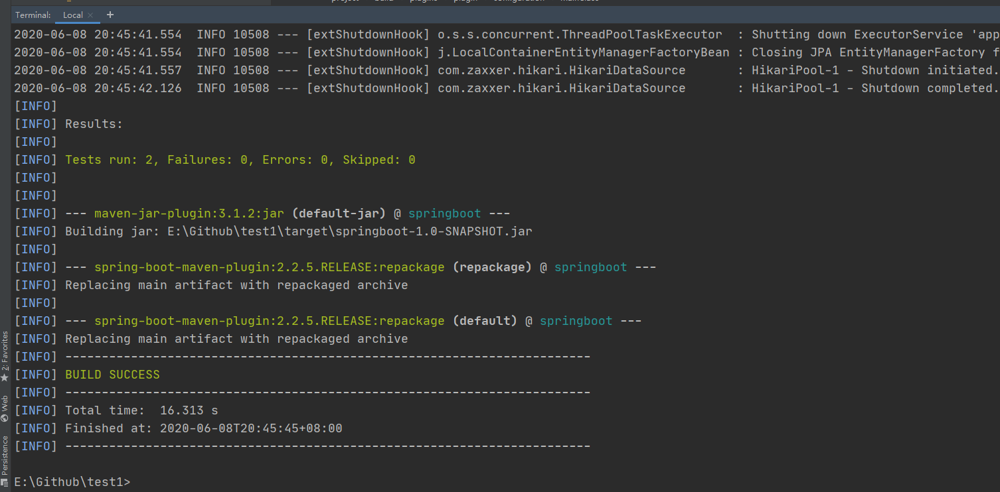 Terminal: Local × +
2020-06-08 20:45:41.554  INFO 10508 --- [extShutdownHook] o.s.s.concurrent.ThreadPoolTaskExecutor  : Shutting down ExecutorService 'app
2020-06-08 20:45:41.554  INFO 10508 --- [extShutdownHook] j.LocalContainerEntityManagerFactoryBean : Closing JPA EntityManagerFactory f
2020-06-08 20:45:41.557  INFO 10508 --- [extShutdownHook] com.zaxxer.hikari.HikariDataSource       : HikariPool-1 - Shutdown initiated.
2020-06-08 20:45:42.126  INFO 10508 --- [extShutdownHook] com.zaxxer.hikari.HikariDataSource       : HikariPool-1 - Shutdown completed.
[INFO]
[INFO] Results:
[INFO]
[INFO] Tests run: 2, Failures: 0, Errors: 0, Skipped: 0
[INFO]
[INFO]
[INFO] --- maven-jar-plugin:3.1.2:jar (default-jar) @ springboot ---
[INFO] Building jar: E:\Github\test1\target\springboot-1.0-SNAPSHOT.jar
[INFO]
[INFO] --- spring-boot-maven-plugin:2.2.5.RELEASE:repackage (repackage) @ springboot ---
[INFO] Replacing main artifact with repackaged archive
[INFO]
[INFO] --- spring-boot-maven-plugin:2.2.5.RELEASE:repackage (default) @ springboot ---
[INFO] Replacing main artifact with repackaged archive
[INFO] ------------------------------------------------------------------------
[INFO] BUILD SUCCESS
[INFO] ------------------------------------------------------------------------
[INFO] Total time:  16.313 s
[INFO] Finished at: 2020-06-08T20:45:45+08:00
[INFO] ------------------------------------------------------------------------
E:\Github\test1>
2: Favorites
Web
Persistence